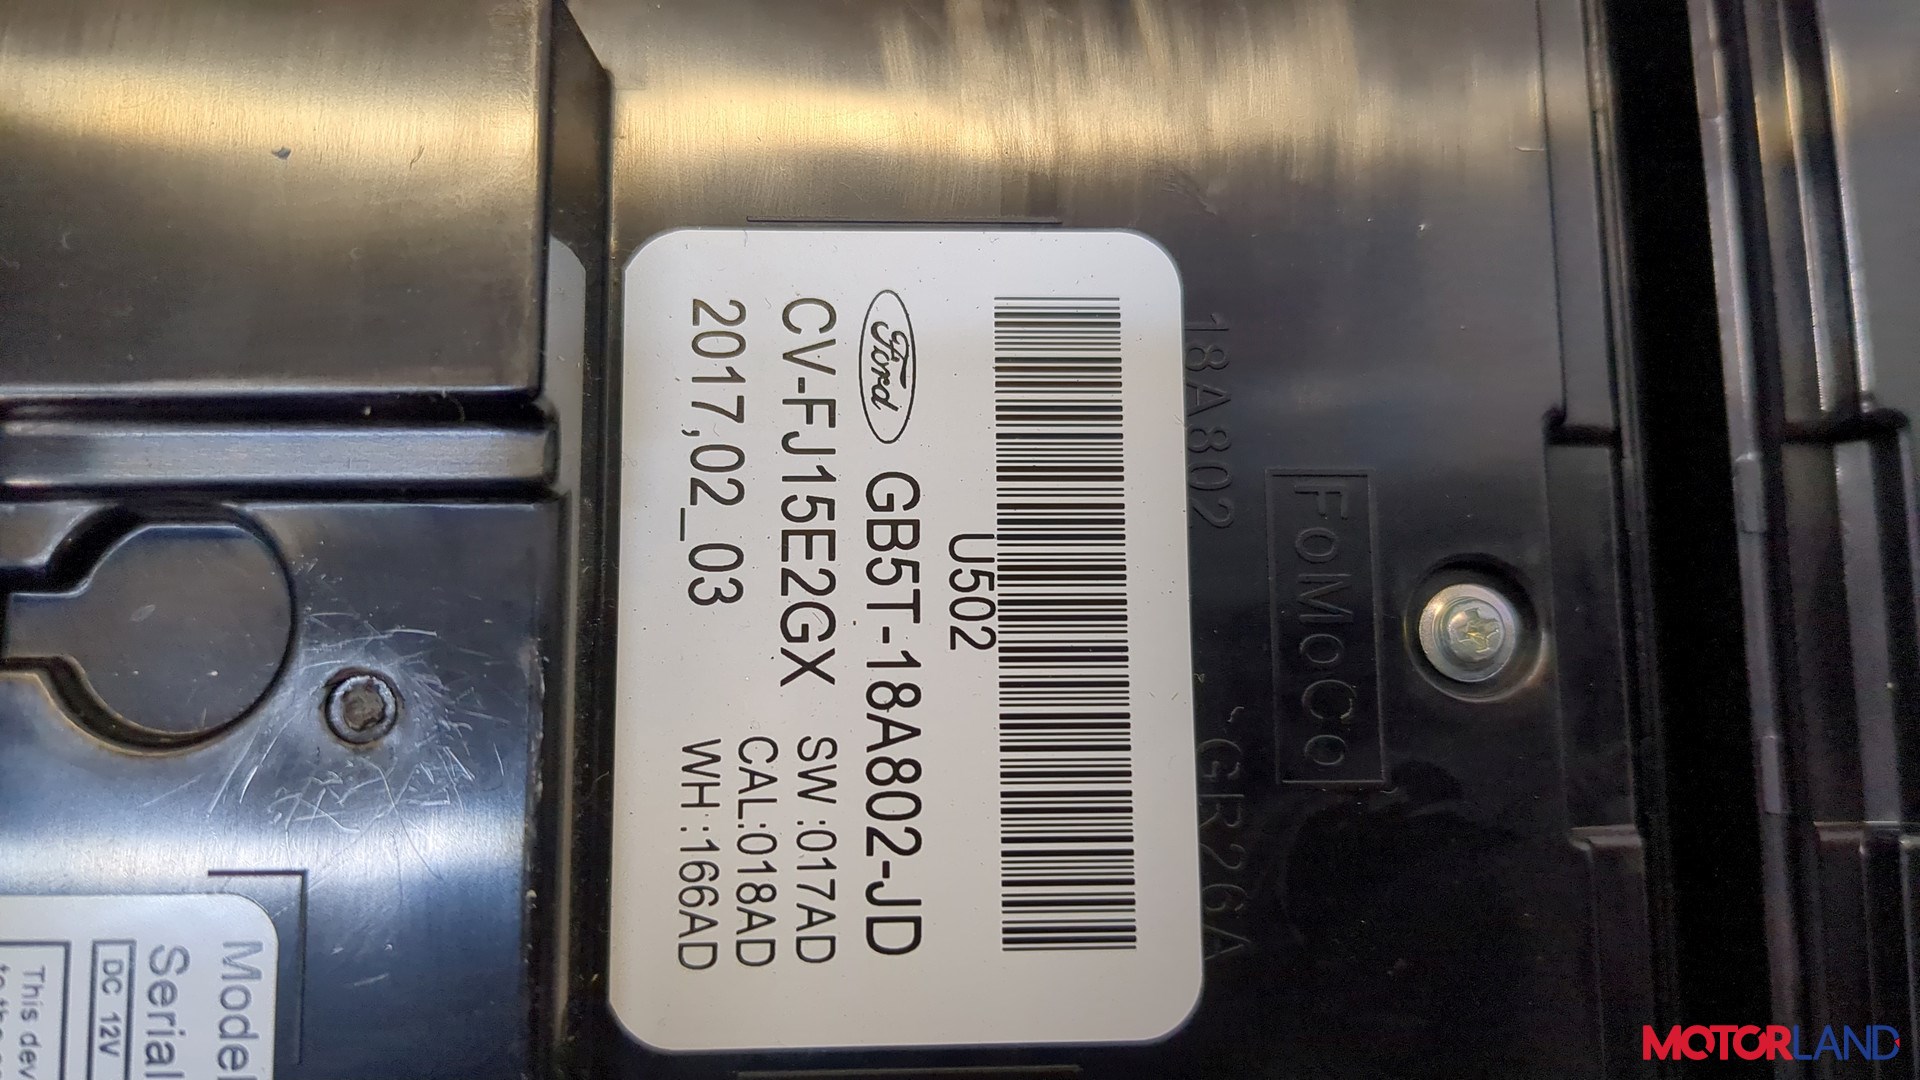 U502
Ford GB5T-18A802-JD
CV-FJ15E2GX SW:017AD
CAL:018AD
2017,02_03 WH:166AD
18A802
FoMoCo
GR26A
Model
Serial
DC 12V
This dev
MOTORLAND